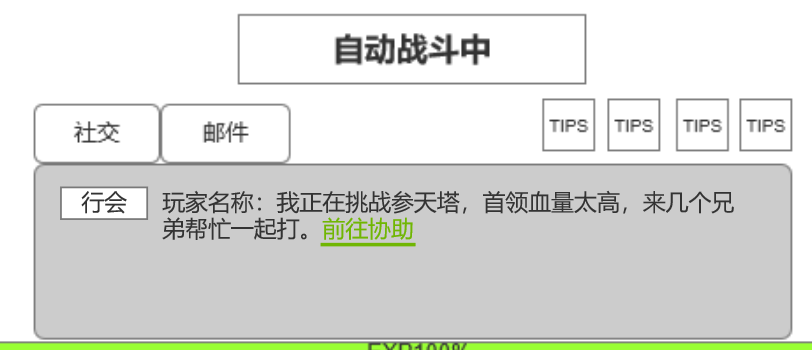 自动战斗中
社交 邮件 TIPS TIPS TIPS TIPS
行会 玩家名称：我正在挑战参天塔，首领血量太高，来几个兄
弟帮忙一起打。前往协助
EXP100%